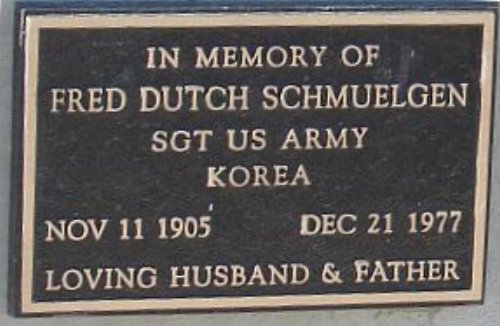 IN MEMORY OF
FRED DUTCH SCHMUELGEN
SGT US ARMY
KOREA
NOV 11 1905 DEC 21 1977
LOVING HUSBAND & FATHER